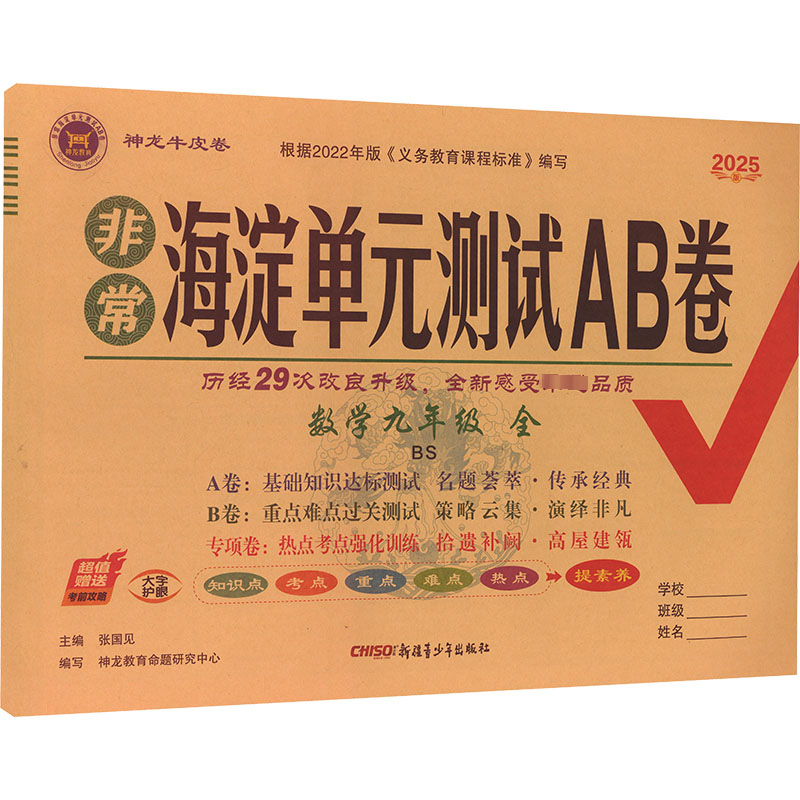 神龙牛皮卷
根据2022年版《义务教育课程标准》编写
2025版
非常
海淀单元测试AB卷
历经29次改良升级，全新感受品质
数学九年级 全
BS
A卷：基础知识达标测试 名题荟萃·传承经典
B卷：重点难点过关测试 策略云集·演绎非凡
专项卷：热点考点强化训练 拾遗补阙·高屋建瓴
超值赠送
考前攻略
大字护眼
知识点 考点 重点 难点 热点 提素养
学校
班级
姓名
主编 张国见
编写 神龙教育命题研究中心
CHISO 新疆青少年出版社